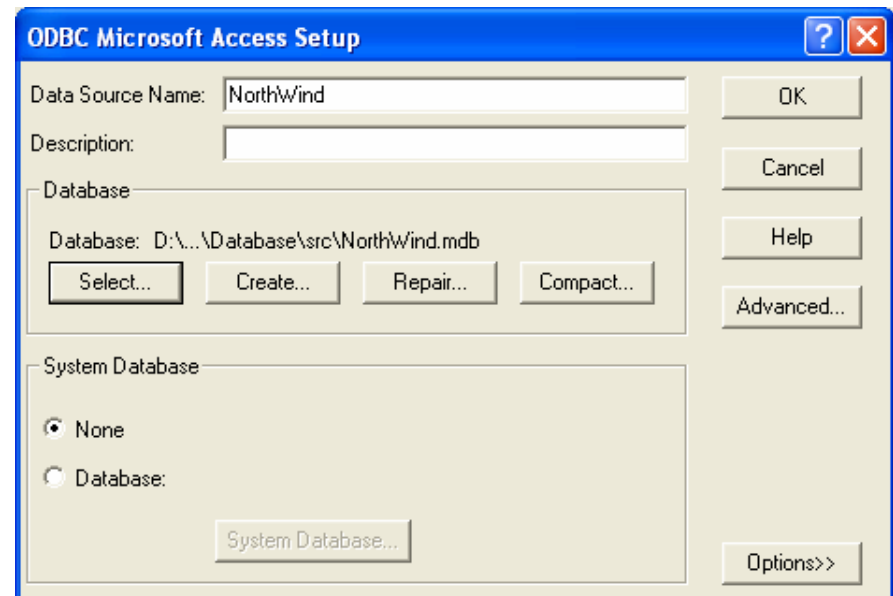 ODBC Microsoft Access Setup
Data Source Name: NorthWind
OK
Description:
Cancel
Database
Database: D:\...\Database\src\NorthWind.mdb
Help
Select... Create... Repair... Compact...
Advanced...
System Database
None
Database:
System Database...
Options>>